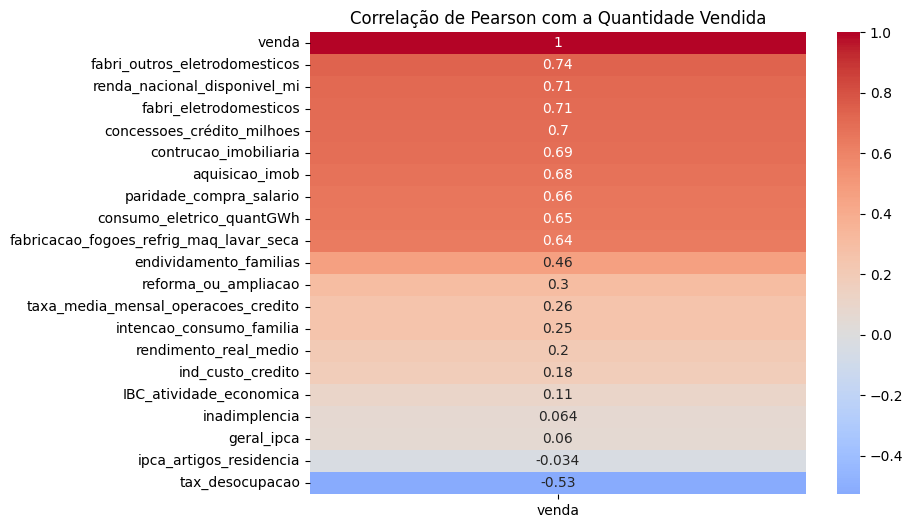 Correlação de Pearson com a Quantidade Vendida
venda 1
fabri_outros_eletrodomesticos 0.74
renda_nacional_disponivel_mi 0.71
fabri_eletrodomesticos 0.71
concessoes_crédito_milhoes 0.7
contrucao_imobiliaria 0.69
aquisicao_imob 0.68
paridade_compra_salario 0.66
consumo_eletrico_quantGWh 0.65
fabricacao_fogoes_refrig_maq_lavar_seca 0.64
endividamento_familias 0.46
reforma_ou_ampliacao 0.3
taxa_media_mensal_operacoes_credito 0.26
intencao_consumo_familia 0.25
rendimento_real_medio 0.2
ind_custo_credito 0.18
IBC_atividade_economica 0.11
inadimplencia 0.064
geral_ipca 0.06
ipca_artigos_residencia -0.034
tax_desocupacao -0.53
venda
1.0
0.8
0.6
0.4
0.2
0.0
−0.2
−0.4